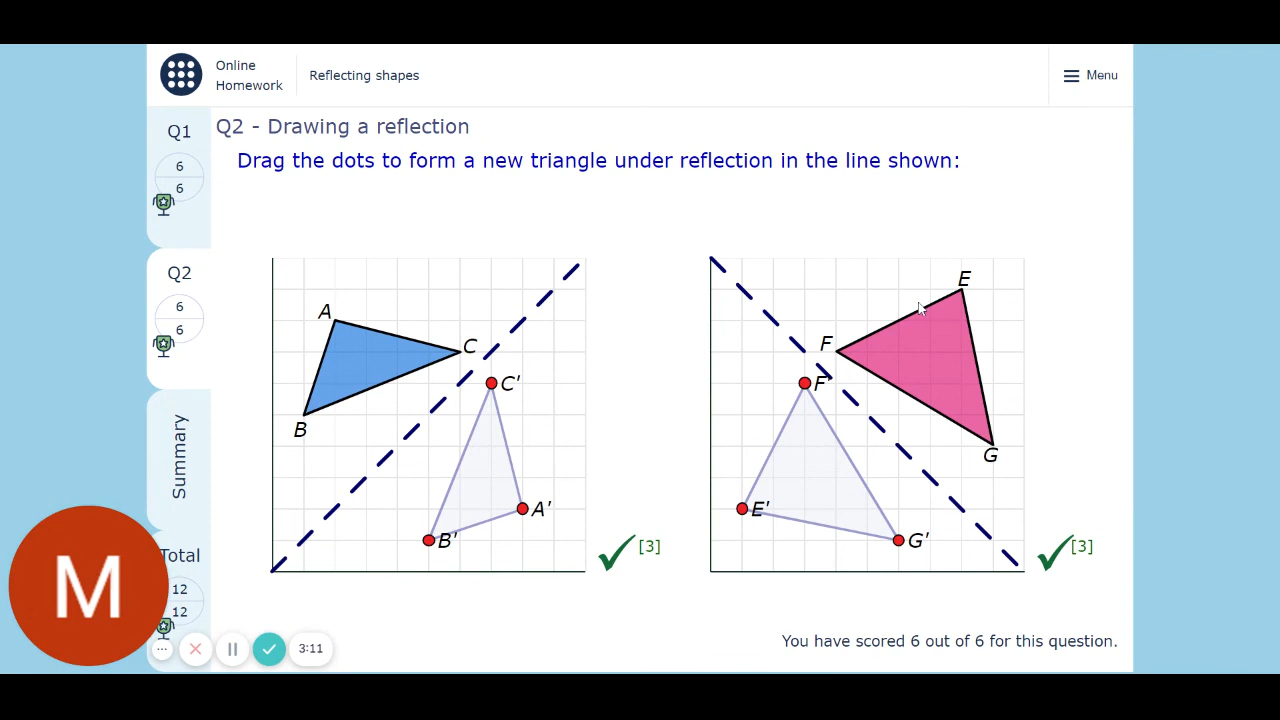 Online
Homework
Reflecting shapes
Menu
Q1
6
6
Q2
6
6
Summary
Total
12
12
Q2 - Drawing a reflection
Drag the dots to form a new triangle under reflection in the line shown:
A
B
C
C'
A'
B'
[3]
E
F
G
F'
E'
G'
[3]
You have scored 6 out of 6 for this question.
M
3:11